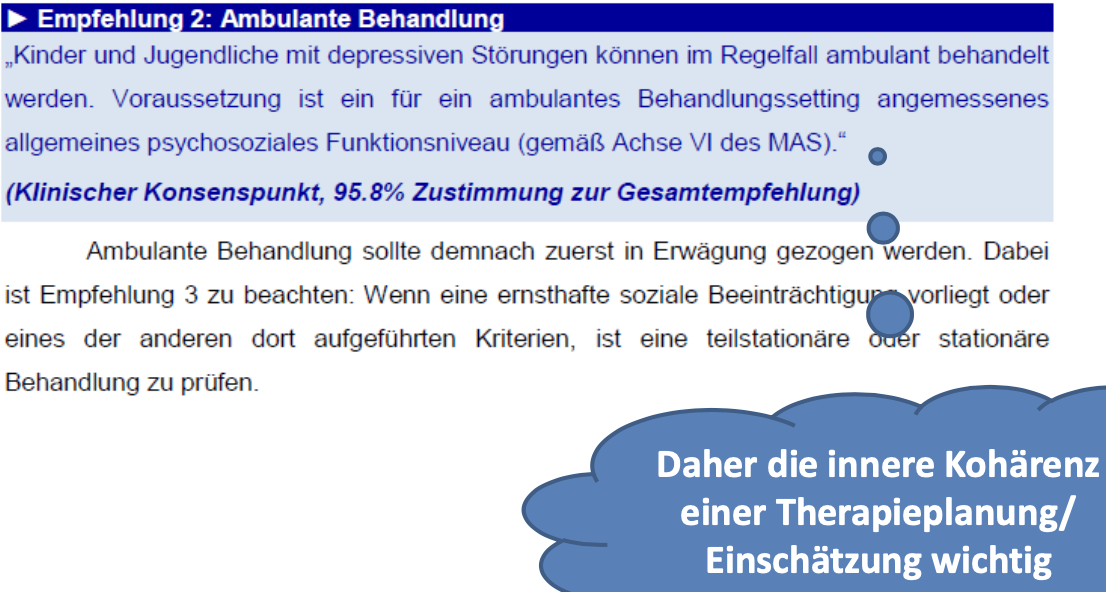 ► Empfehlung 2: Ambulante Behandlung
„Kinder und Jugendliche mit depressiven Störungen können im Regelfall ambulant behandelt
werden. Voraussetzung ist ein für ein ambulantes Behandlungssetting angemessenes
allgemeines psychosoziales Funktionsniveau (gemäß Achse VI des MAS).“
(Klinischer Konsenspunkt, 95.8% Zustimmung zur Gesamtempfehlung)
Ambulante Behandlung sollte demnach zuerst in Erwägung gezogen werden. Dabei
ist Empfehlung 3 zu beachten: Wenn eine ernsthafte soziale Beeinträchtigung vorliegt oder
eines der anderen dort aufgeführten Kriterien, ist eine teilstationäre oder stationäre
Behandlung zu prüfen.
Daher die innere Kohärenz
einer Therapieplanung/
Einschätzung wichtig